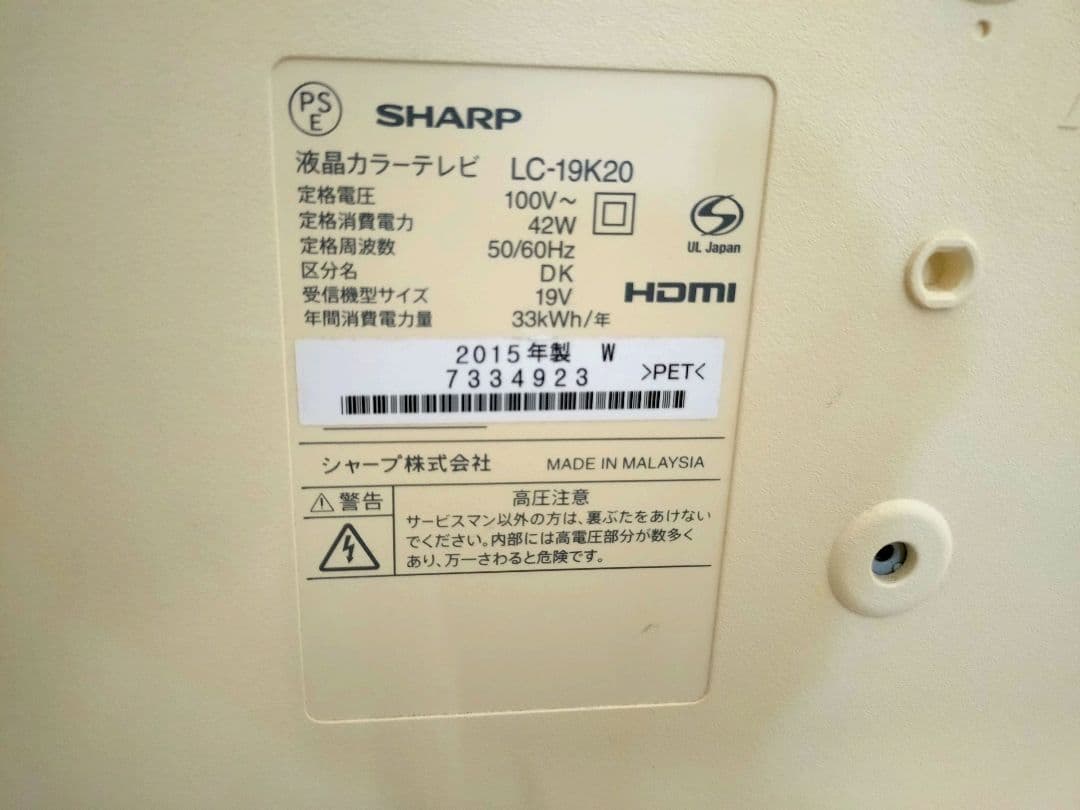 PS
E
SHARP
液晶カラーテレビ LC-19K20
定格電圧 100V～
定格消費電力 42W
定格周波数 50/60Hz
区分名 DK
受信機型サイズ 19V
年間消費電力量 33kWh/年
UL Japan
HDMI
2015年製 W
7334923 >PET<
シャープ株式会社 MADE IN MALAYSIA
警告
高圧注意
サービスマン以外の方は、裏ぶたをあけない
でください。内部には高電圧部分が数多く
あり、万一さわると危険です。